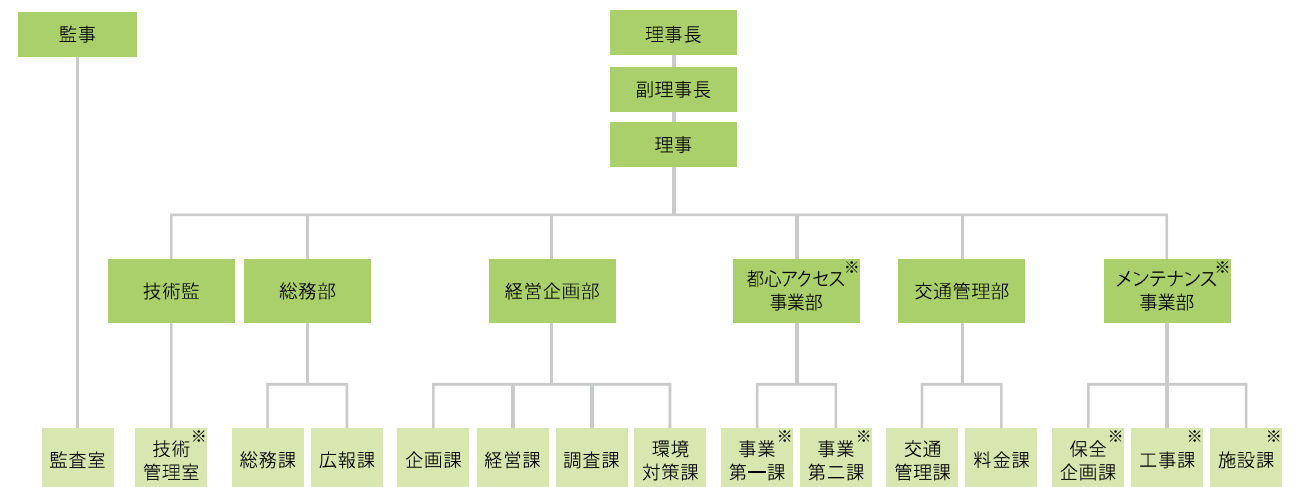 監事
理事長
副理事長
理事
技術監
総務部
経営企画部
都心アクセス※
事業部
交通管理部
メンテナンス※
事業部
監査室
技術※
管理室
総務課
広報課
企画課
経営課
調査課
環境
対策課
事業※
第一課
事業※
第二課
交通
管理課
料金課
保全※
企画課
工事課※
施設課※